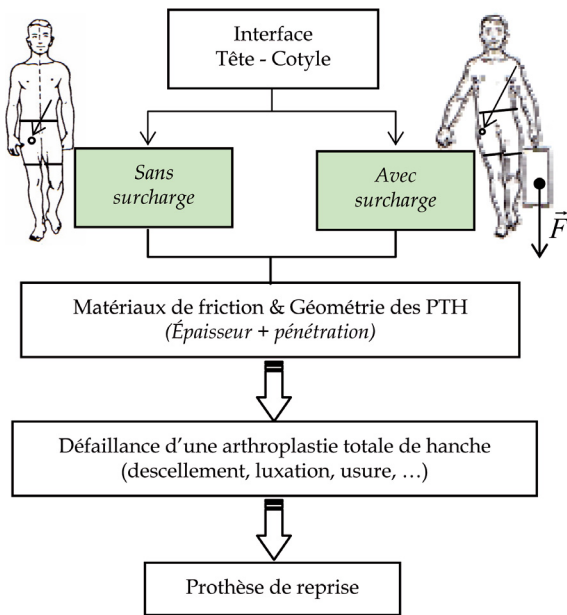 Interface
Tête - Cotyle
Sans
surcharge
Avec
surcharge
F
Matériaux de friction & Géométrie des PTH
(Épaisseur + pénétration)
Défaillance d’une arthroplastie totale de hanche
(descellement, luxation, usure, …)
Prothèse de reprise